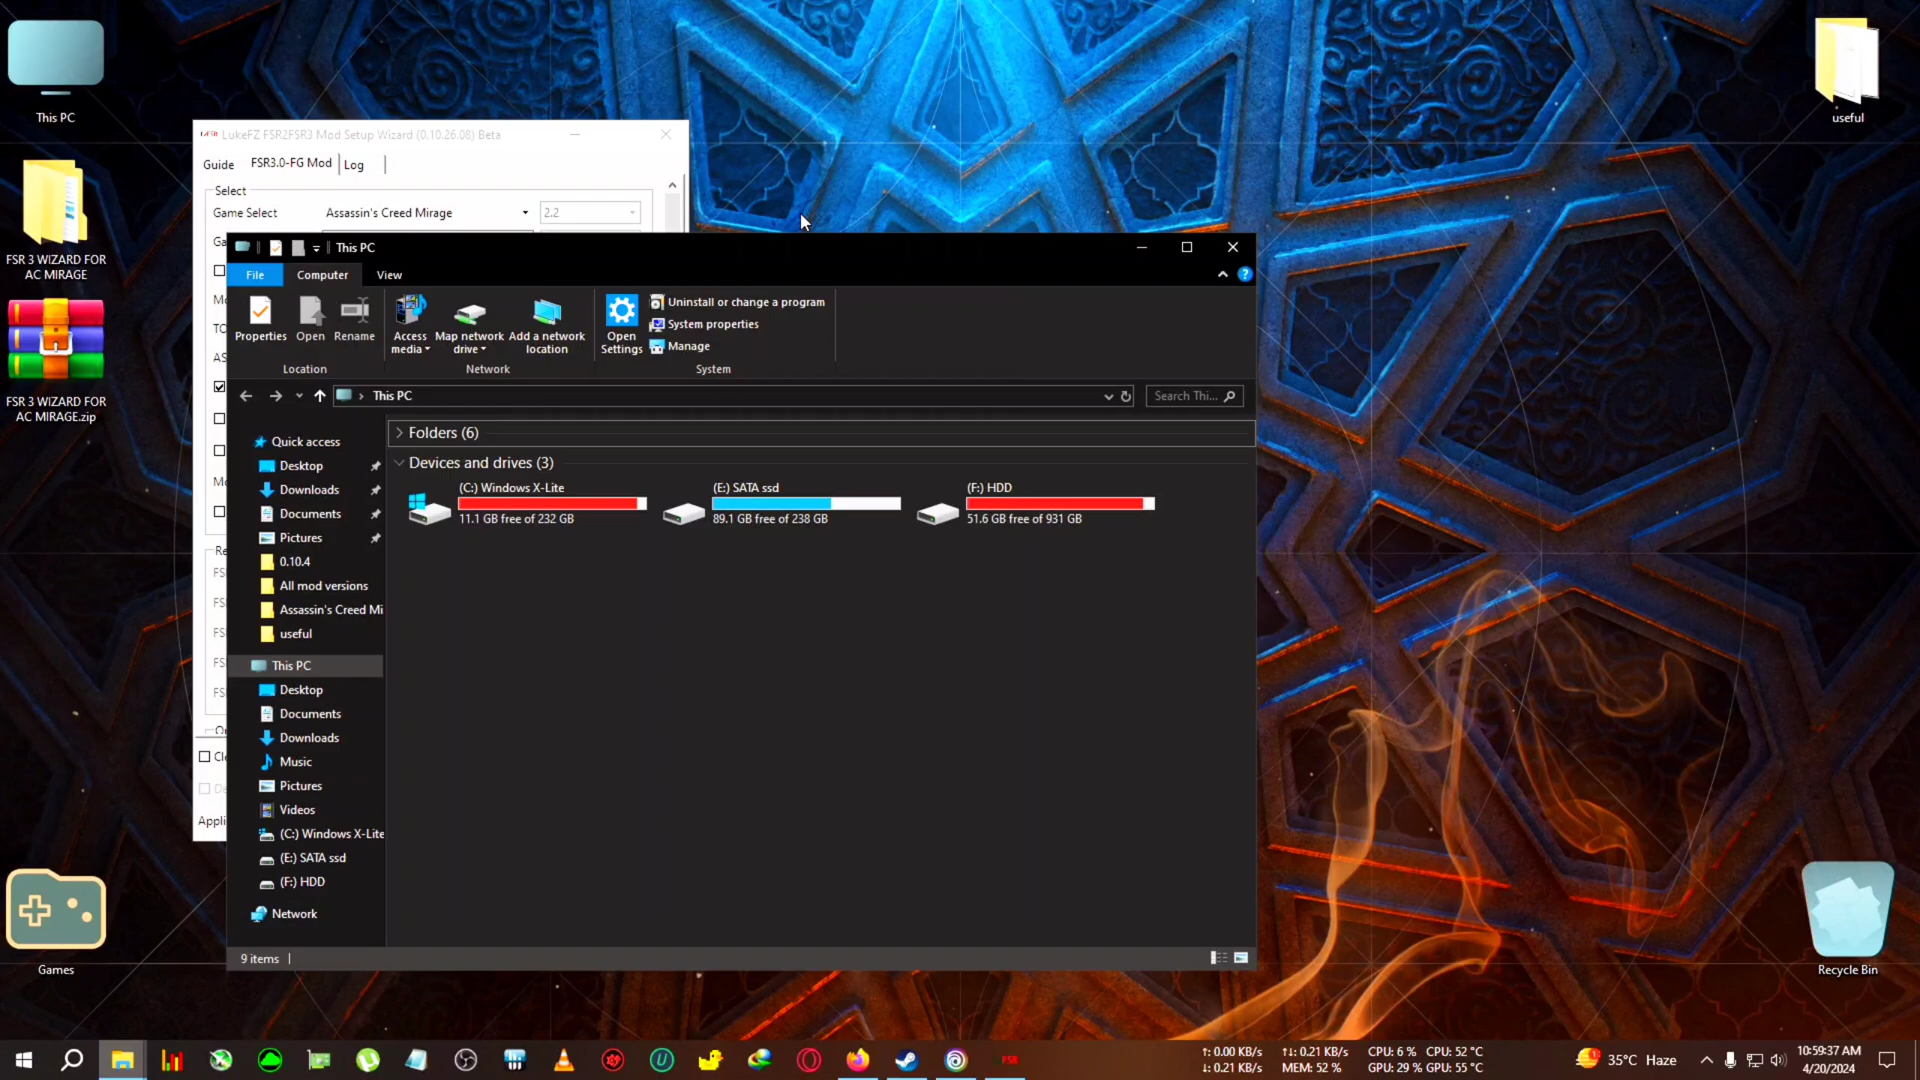 This PC
useful
LukeFZ FSR2FSR3 Mod Setup Wizard (0.10.26.08) Beta
Guide
FSR3.0-FG Mod
Log
Select
Game Select
Assassin's Creed Mirage
2.2
FSR 3 WIZARD FOR
AC MIRAGE
FSR 3 WIZARD FOR
AC MIRAGE.zip
This PC
File
Computer
View
Properties
Open
Rename
Access
media
Map network
drive
Add a network
location
Open
Settings
Uninstall or change a program
System properties
Manage
Location
Network
System
This PC
Search Thi...
Quick access
Desktop
Downloads
Documents
Pictures
0.10.4
All mod versions
Assassin's Creed Mi
useful
This PC
Desktop
Documents
Downloads
Music
Pictures
Videos
(C:) Windows X-Lite
(E:) SATA ssd
(F:) HDD
Network
Folders (6)
Devices and drives (3)
(C:) Windows X-Lite
11.1 GB free of 232 GB
(E:) SATA ssd
89.1 GB free of 238 GB
(F:) HDD
51.6 GB free of 931 GB
9 items
Appli
Games
Recycle Bin
↑: 0.00 KB/s
↓: 0.21 KB/s
↑↓: 0.21 KB/s
MEM: 52 %
CPU: 6 % CPU: 52 °C
GPU: 29 % GPU: 55 °C
35°C Haze
10:59:37 AM
4/20/2024
FSR